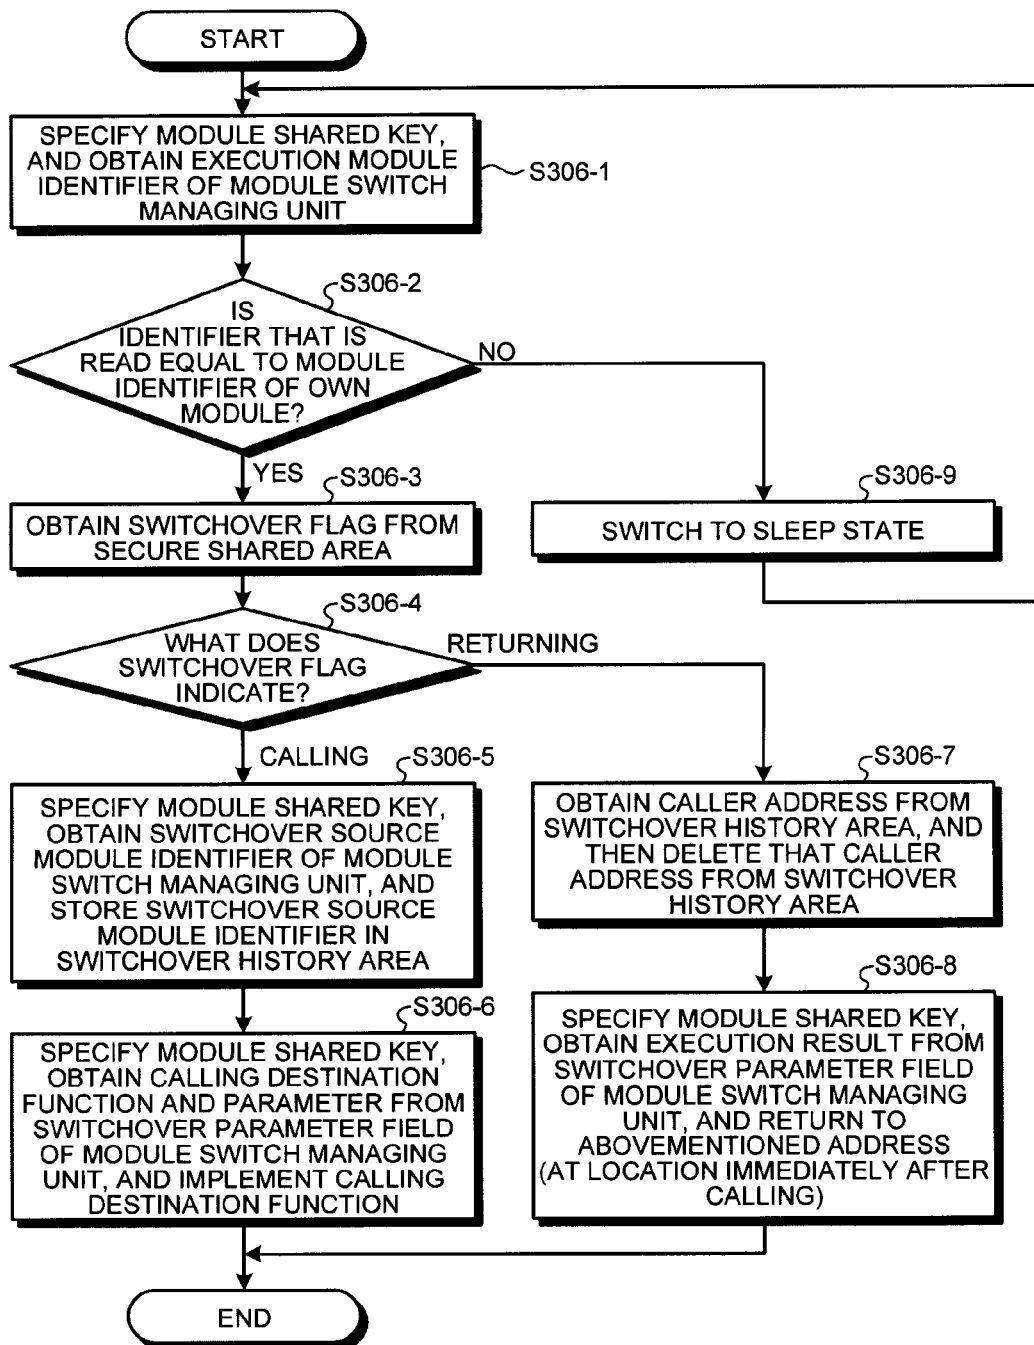 START
SPECIFY MODULE SHARED KEY,
AND OBTAIN EXECUTION MODULE
IDENTIFIER OF MODULE SWITCH
MANAGING UNIT
S306-1
S306-2
IS
IDENTIFIER THAT IS
READ EQUAL TO MODULE
IDENTIFIER OF OWN
MODULE?
NO
YES
S306-3
OBTAIN SWITCHOVER FLAG FROM
SECURE SHARED AREA
S306-9
SWITCH TO SLEEP STATE
S306-4
WHAT DOES
SWITCHOVER FLAG
INDICATE?
RETURNING
CALLING
S306-5
SPECIFY MODULE SHARED KEY,
OBTAIN SWITCHOVER SOURCE
MODULE IDENTIFIER OF MODULE
SWITCH MANAGING UNIT, AND
STORE SWITCHOVER SOURCE
MODULE IDENTIFIER IN
SWITCHOVER HISTORY AREA
S306-7
OBTAIN CALLER ADDRESS FROM
SWITCHOVER HISTORY AREA, AND
THEN DELETE THAT CALLER
ADDRESS FROM SWITCHOVER
HISTORY AREA
S306-6
SPECIFY MODULE SHARED KEY,
OBTAIN CALLING DESTINATION
FUNCTION AND PARAMETER FROM
SWITCHOVER PARAMETER FIELD
OF MODULE SWITCH MANAGING
UNIT, AND IMPLEMENT CALLING
DESTINATION FUNCTION
S306-8
SPECIFY MODULE SHARED KEY,
OBTAIN EXECUTION RESULT FROM
SWITCHOVER PARAMETER FIELD
OF MODULE SWITCH MANAGING
UNIT, AND RETURN TO
ABOVEMENTIONED ADDRESS
(AT LOCATION IMMEDIATELY AFTER
CALLING)
END